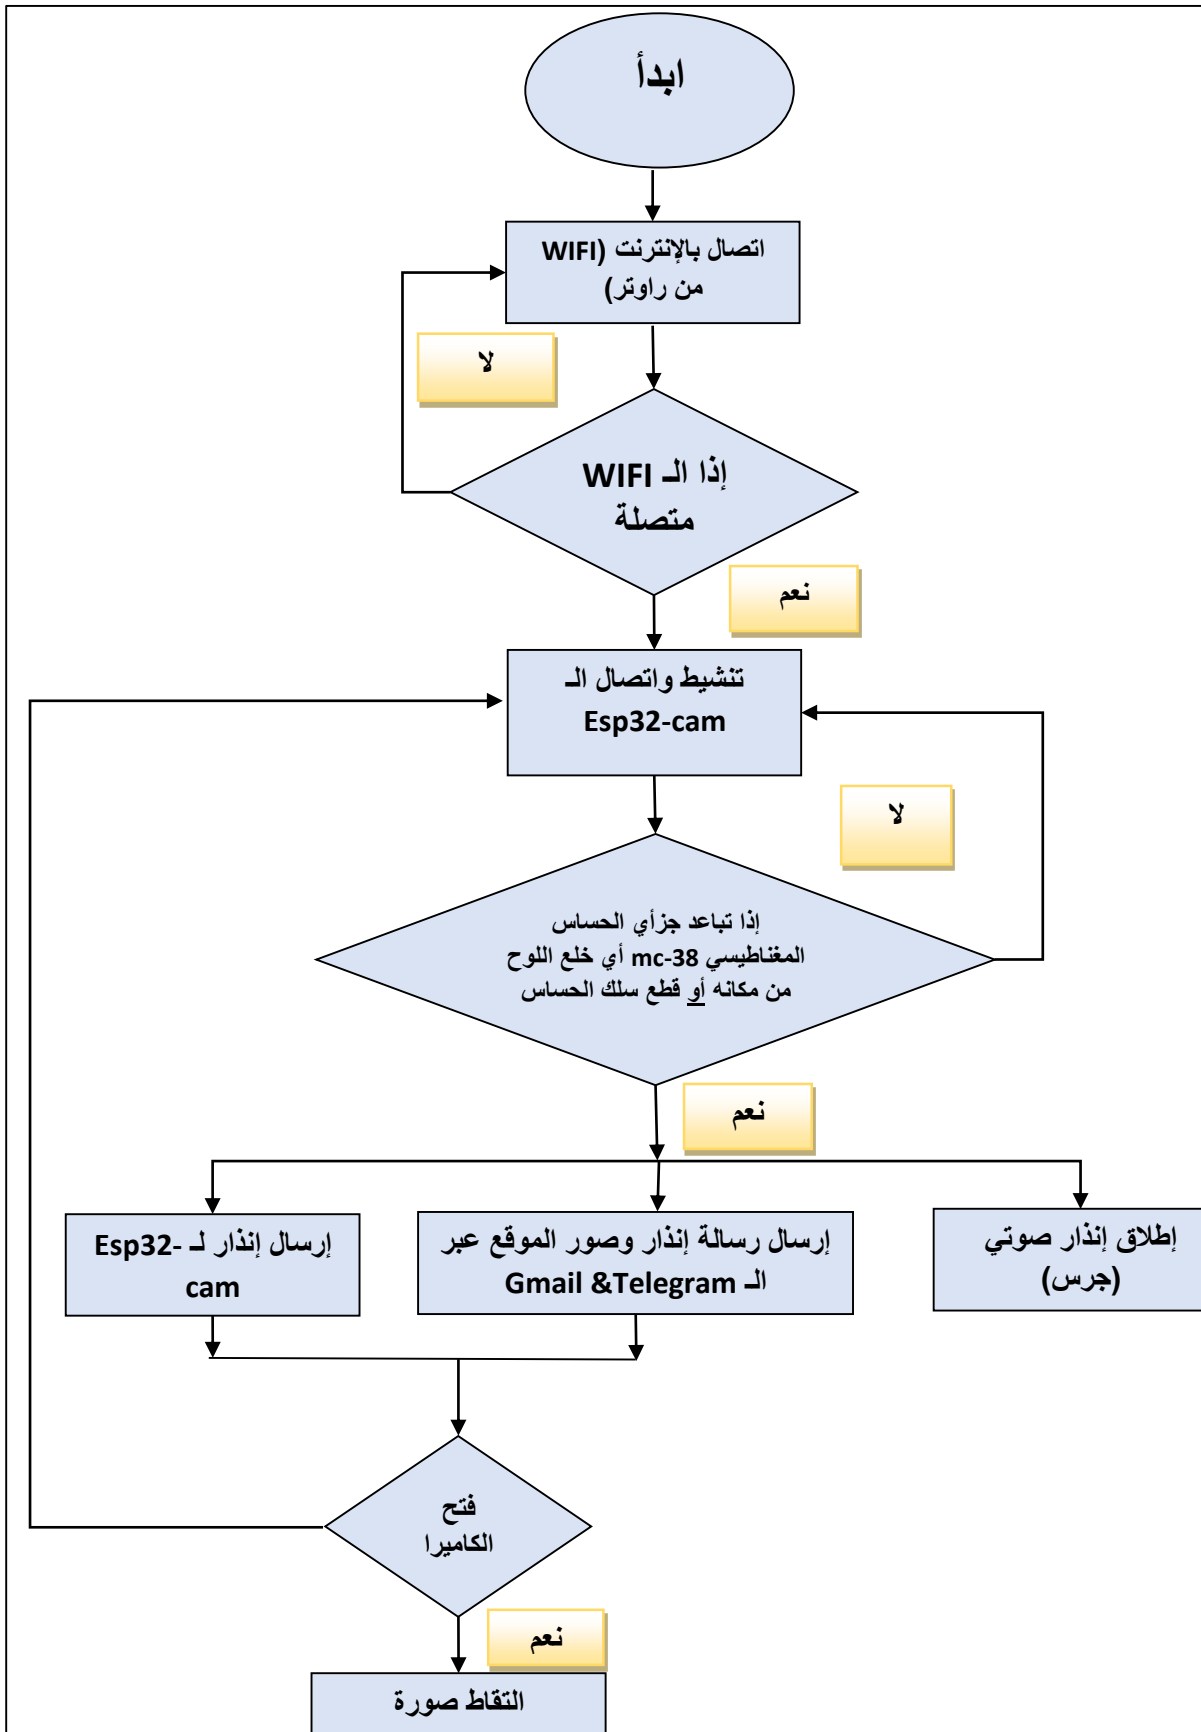 ابدأ
اتصال بالإنترنت (WIFI
من راوتر)
لا
إذا الـ WIFI
متصلة
نعم
تنشيط واتصال الـ
Esp32-cam
لا
إذا تباعد جزأي الحساس
المغناطيسي mc-38 أي خلع اللوح
من مكانه أو قطع سلك الحساس
نعم
إطلاق إنذار صوتي
(جرس)
إرسال رسالة إنذار وصور الموقع عبر
الـ Gmail &Telegram
إرسال إنذار لـ Esp32-
cam
فتح
الكاميرا
نعم
التقاط صورة